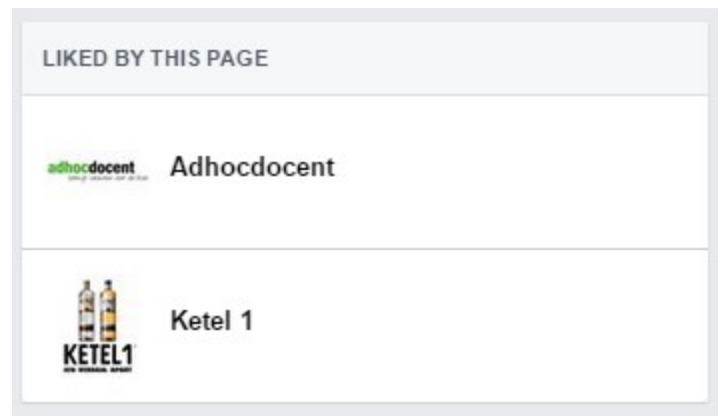 LIKED BY THIS PAGE
adhocdocent
Adhocdocent
Ketel 1
KETEL1